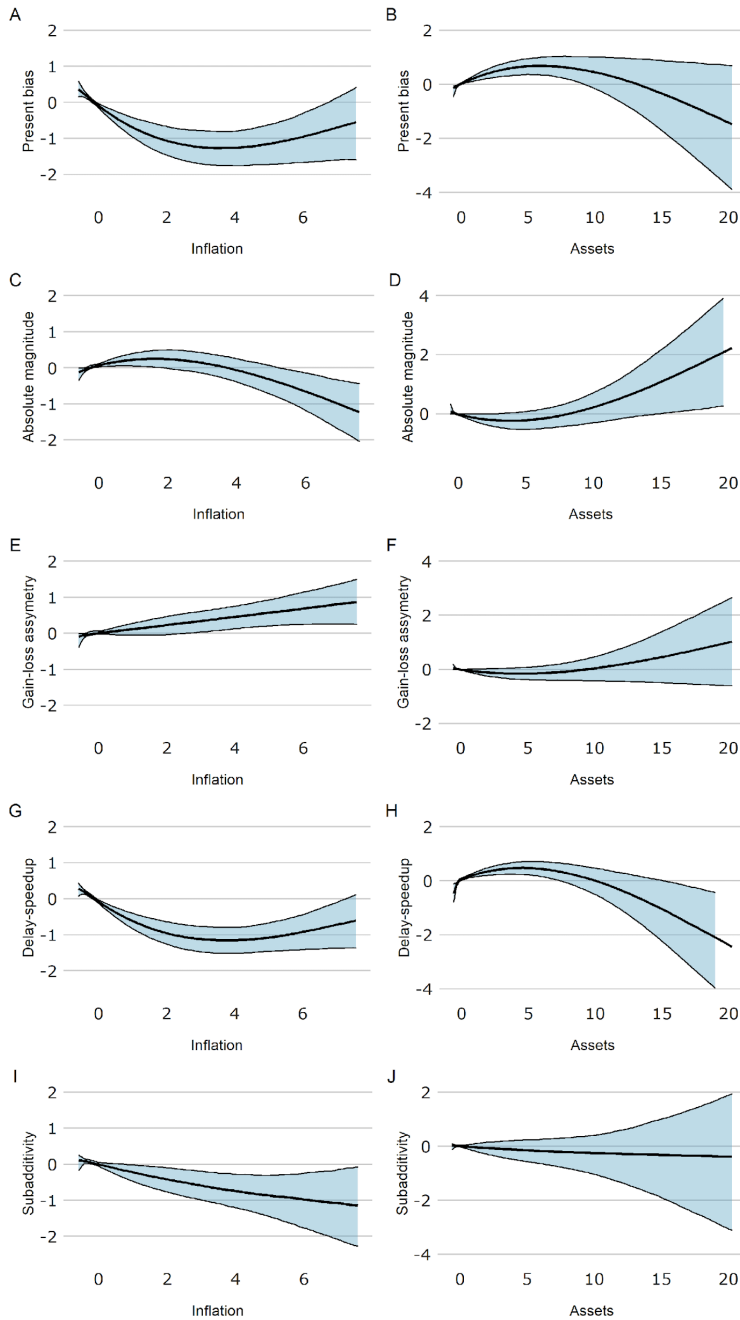 A
2
1
0
-1
-2
Present bias
0 2 4 6
Inflation
B
2
0
-2
-4
Present bias
0 5 10 15 20
Assets
C
2
1
0
-1
-2
Absolute magnitude
0 2 4 6
Inflation
D
4
2
0
Absolute magnitude
0 5 10 15 20
Assets
E
2
1
0
-1
-2
Gain-loss assymetry
0 2 4 6
Inflation
F
4
2
0
-2
Gain-loss assymetry
0 5 10 15 20
Assets
G
2
1
0
-1
-2
Delay-speedup
0 2 4 6
Inflation
H
2
0
-2
-4
Delay-speedup
0 5 10 15 20
Assets
I
2
1
0
-1
-2
Subadditivity
0 2 4 6
Inflation
J
2
0
-2
-4
Subadditivity
0 5 10 15 20
Assets